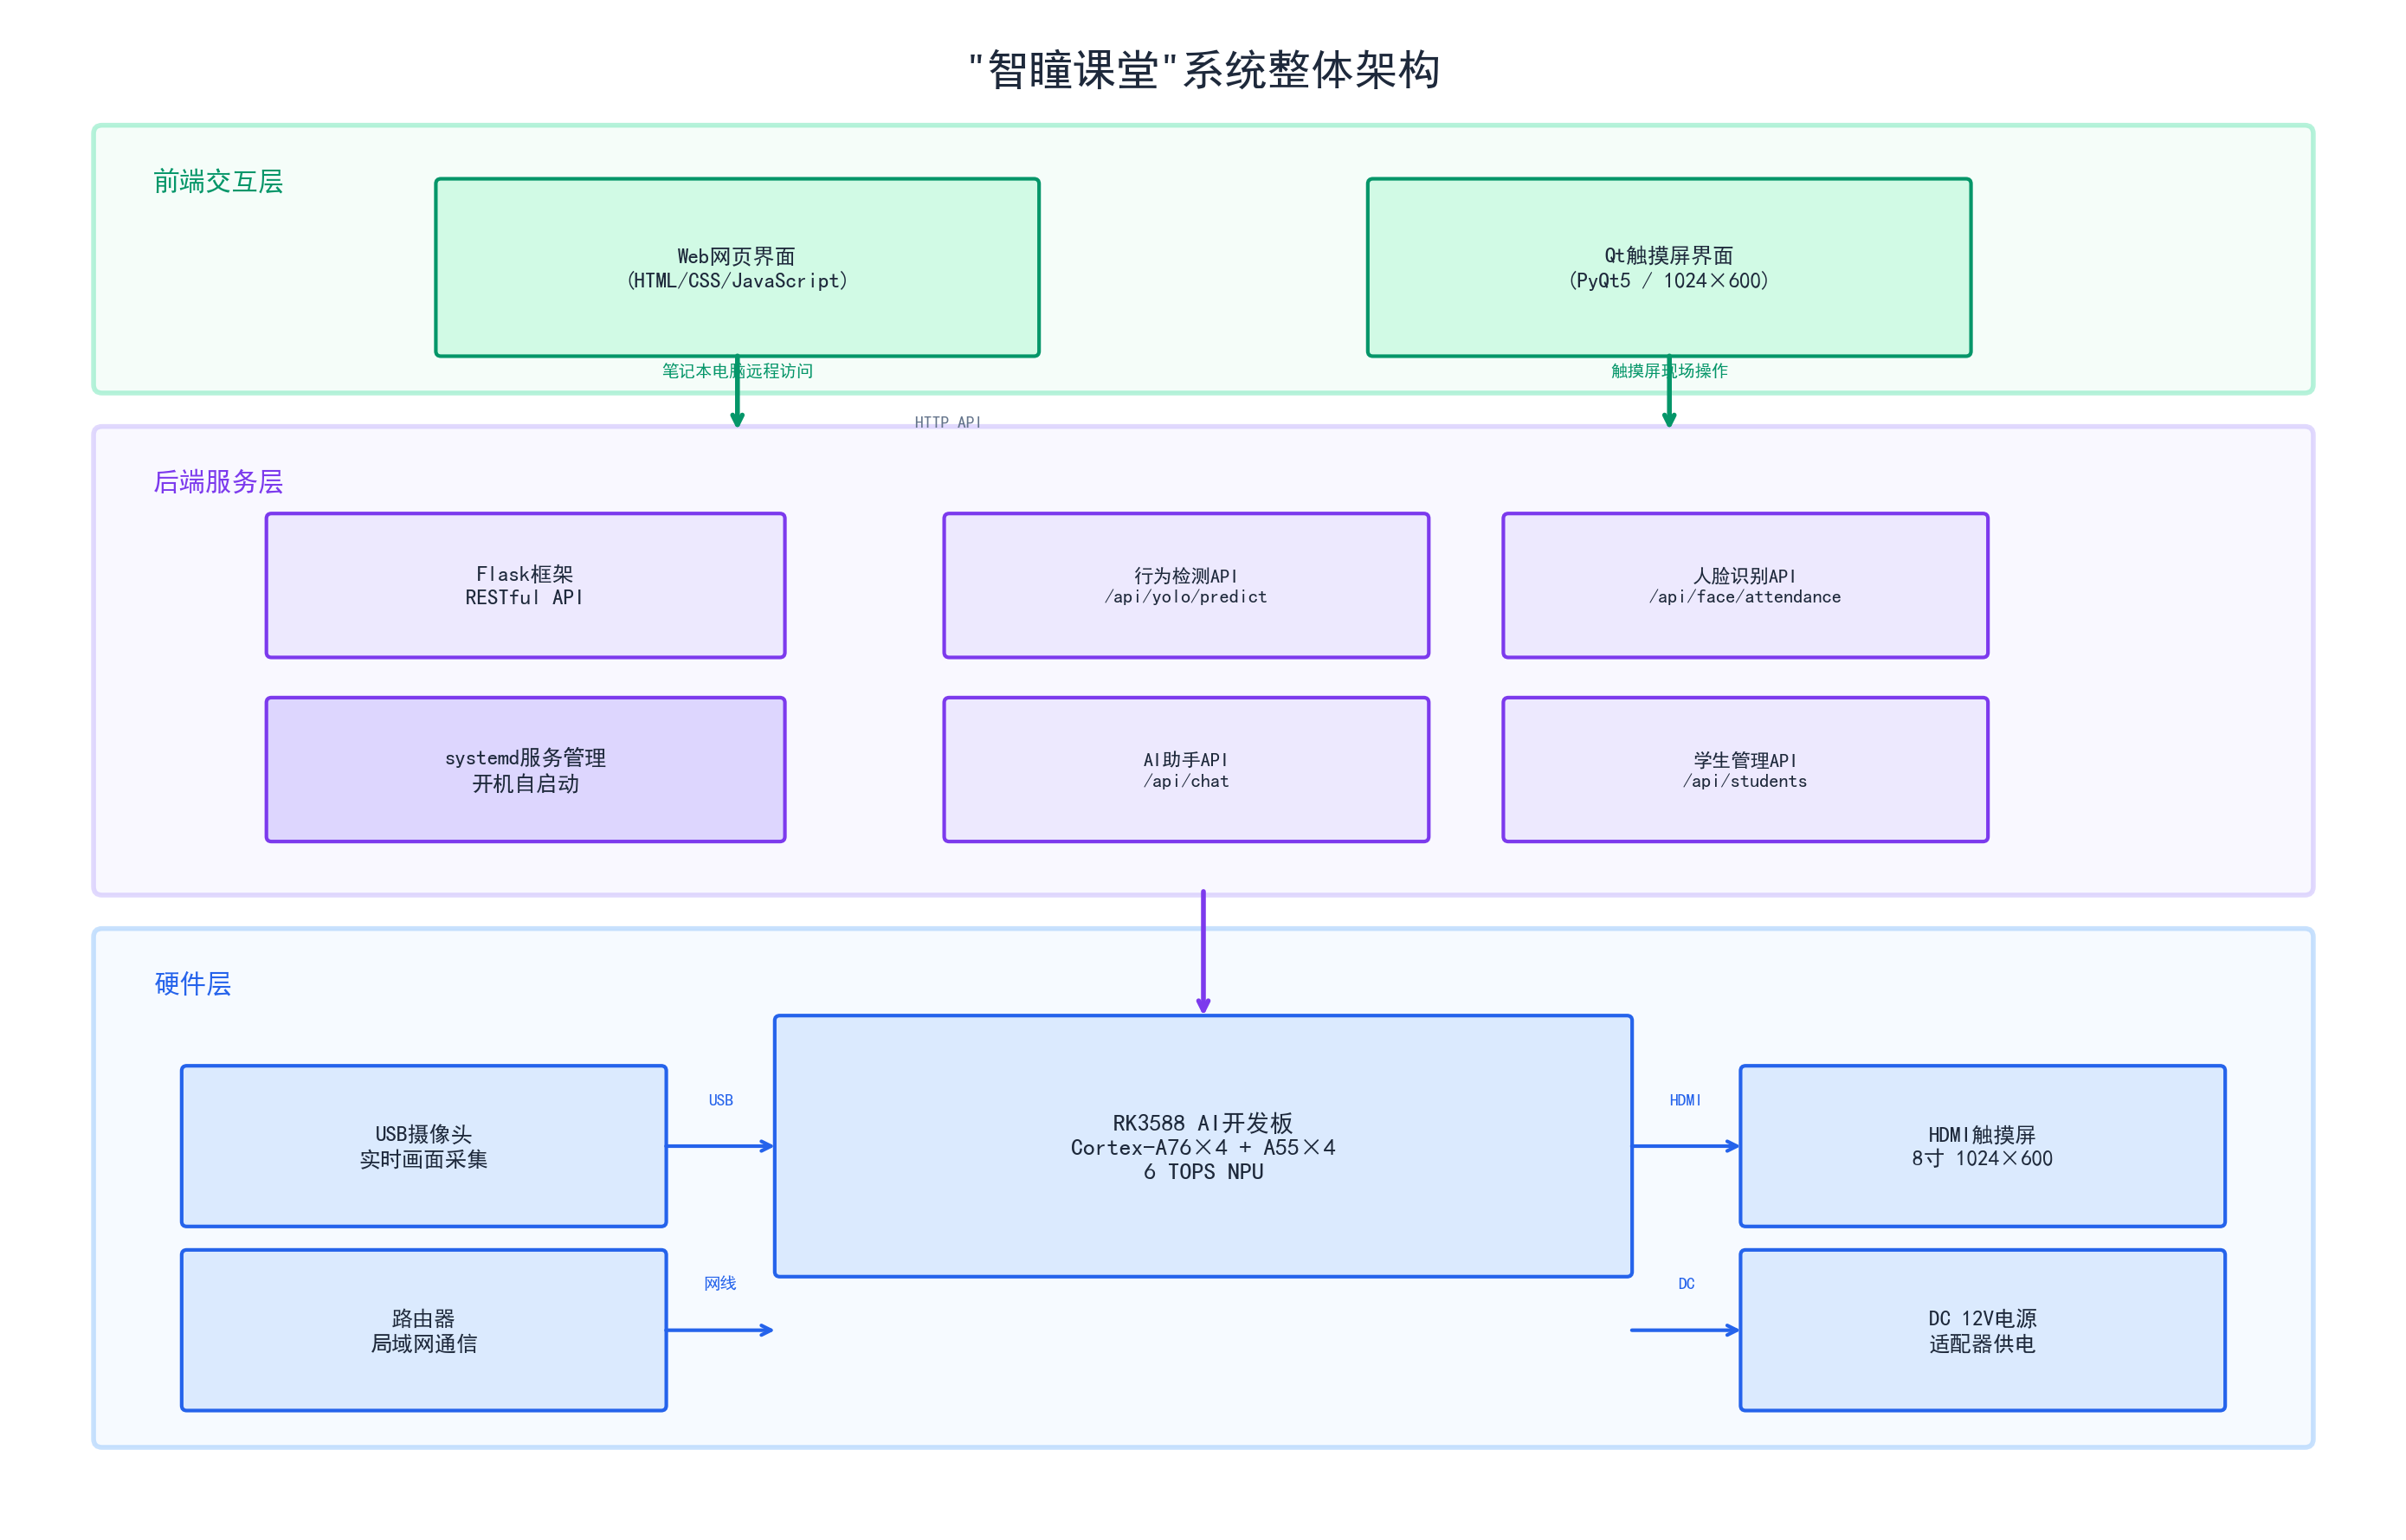 "智瞳课堂"系统整体架构
前端交互层
Web网页界面
(HTML/CSS/JavaScript)
Qt触摸屏界面
(PyQt5 / 1024×600)
笔记本电脑远程访问
触摸屏现场操作
HTTP API
后端服务层
Flask框架
RESTful API
行为检测API
/api/yolo/predict
人脸识别API
/api/face/attendance
systemd服务管理
开机自启动
AI助手API
/api/chat
学生管理API
/api/students
硬件层
USB摄像头
实时画面采集
USB
RK3588 AI开发板
Cortex-A76×4 + A55×4
6 TOPS NPU
HDMI
HDMI触摸屏
8寸 1024×600
路由器
局域网通信
网线
DC
DC 12V电源
适配器供电